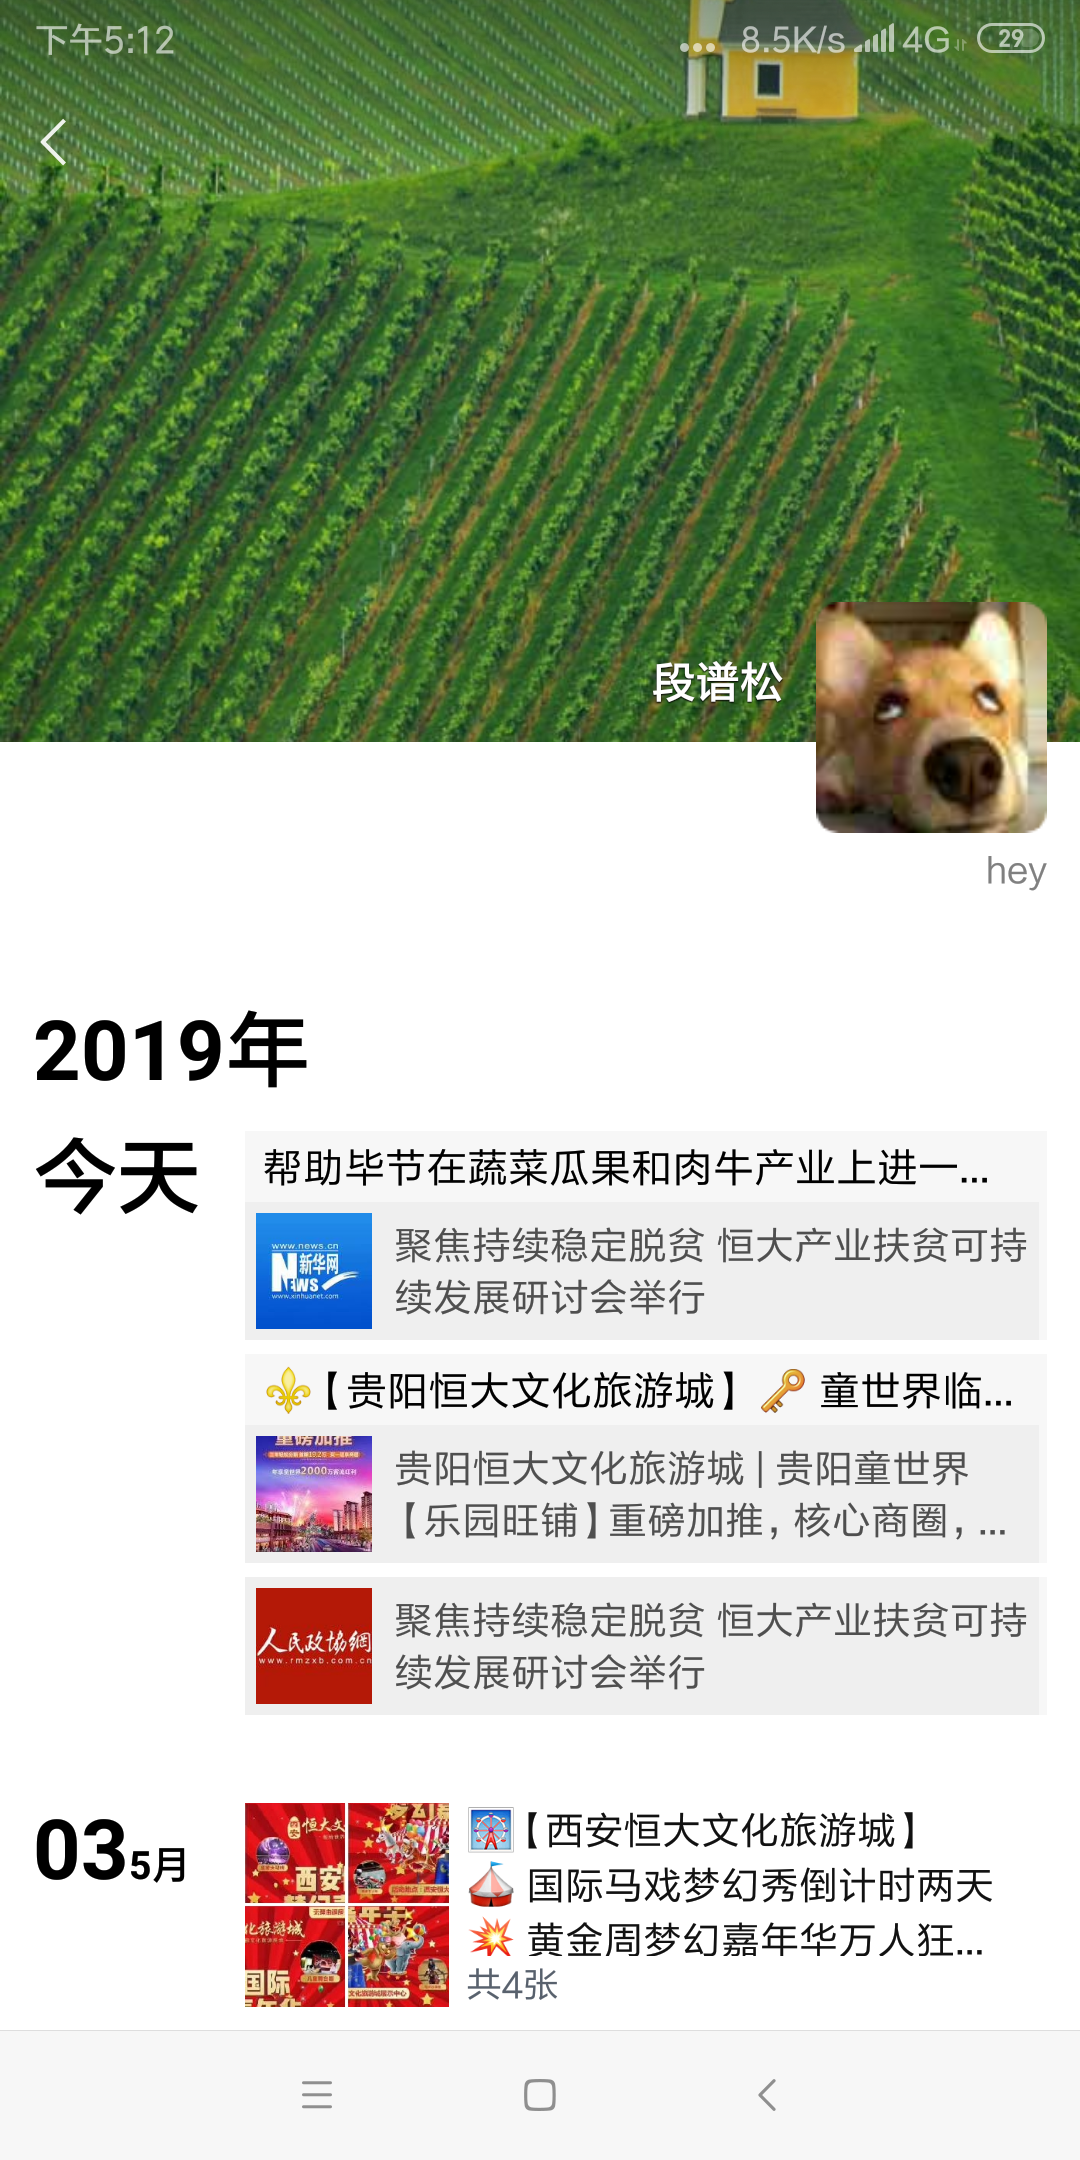 下午5:12
... 8.5K/s 4G 29
段谱松
hey
2019年
今天
帮助毕节在蔬菜瓜果和肉牛产业上进一...
www.news.cn
新华网
NEWS
www.xinhuanet.com
聚焦持续稳定脱贫 恒大产业扶贫可持
续发展研讨会举行
⚜️【贵阳恒大文化旅游城】🔑 童世界临...
重磅加推
贵阳恒大文化旅游城 | 贵阳童世界
【乐园旺铺】重磅加推，核心商圈，...
人民政协網
www.rmzxb.com.cn
聚焦持续稳定脱贫 恒大产业扶贫可持
续发展研讨会举行
03 5月
🎡【西安恒大文化旅游城】
🎪 国际马戏梦幻秀倒计时两天
💥 黄金周梦幻嘉年华万人狂...
共4张